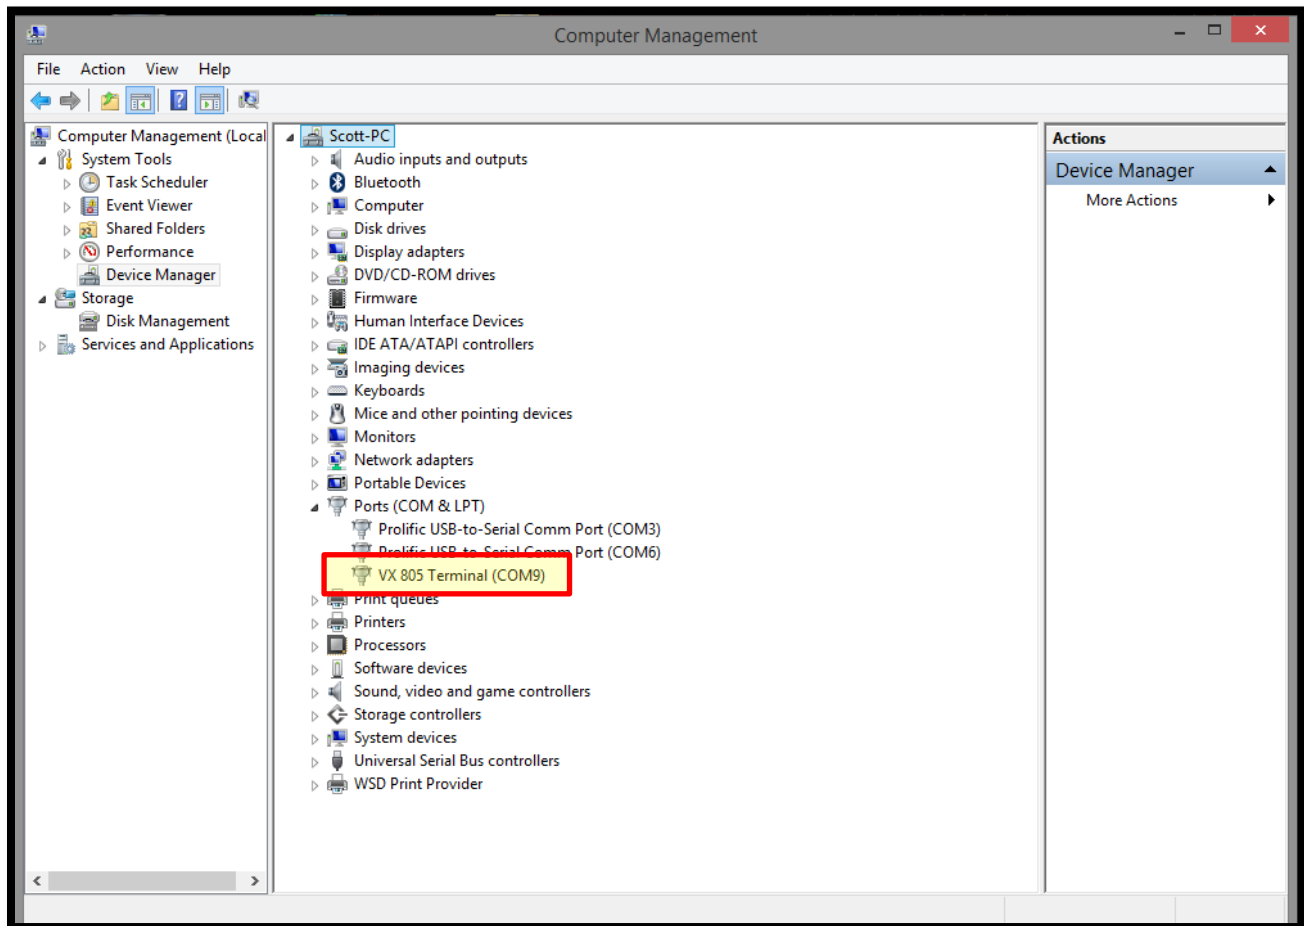 Computer Management
File Action View Help
Computer Management (Local
System Tools
Task Scheduler
Event Viewer
Shared Folders
Performance
Device Manager
Storage
Disk Management
Services and Applications
Scott-PC
Audio inputs and outputs
Bluetooth
Computer
Disk drives
Display adapters
DVD/CD-ROM drives
Firmware
Human Interface Devices
IDE ATA/ATAPI controllers
Imaging devices
Keyboards
Mice and other pointing devices
Monitors
Network adapters
Portable Devices
Ports (COM & LPT)
Prolific USB-to-Serial Comm Port (COM3)
Prolific USB-to-Serial Comm Port (COM6)
VX 805 Terminal (COM9)
Print queues
Printers
Processors
Software devices
Sound, video and game controllers
Storage controllers
System devices
Universal Serial Bus controllers
WSD Print Provider
Actions
Device Manager
More Actions